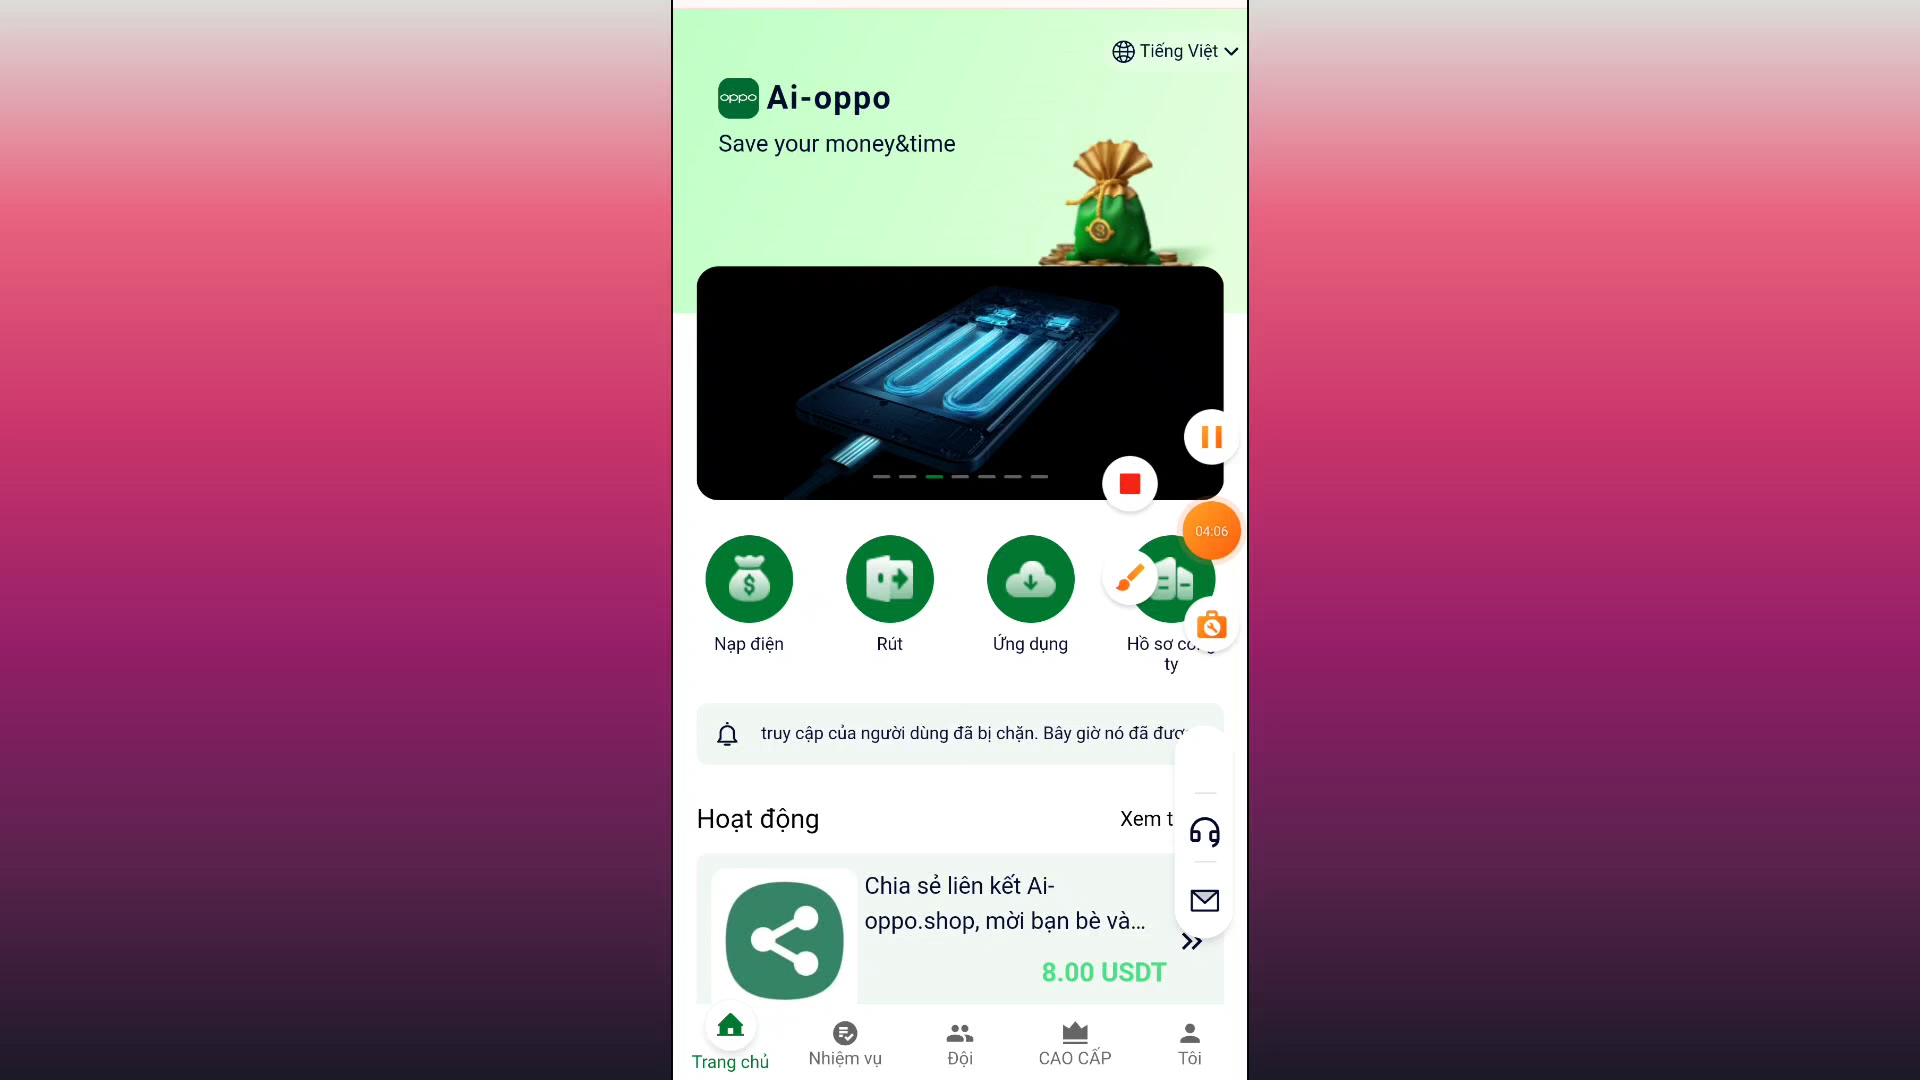 Tiếng Việt
oppo Ai-oppo
Save your money&time
04:06
Nạp điện
Rút
Ứng dụng
Hồ sơ công
ty
truy cập của người dùng đã bị chặn. Bây giờ nó đã
Hoạt động
Xem
Chia sẻ liên kết Ai-
oppo.shop, mời bạn bè và...
8.00 USDT
Trang chủ
Nhiệm vụ
Đội
CAO CẤP
Tôi